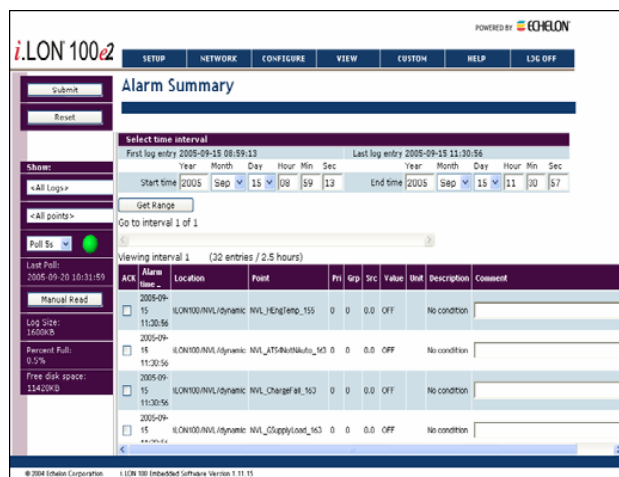 POWERED BY ECHELON
i.LON 100e2
SETUP NETWORK CONFIGURE VIEW CUSTOM HELP LOG OFF
Submit
Reset
Alarm Summary
Select time interval
First log entry 2005-09-15 08:59:13 Last log entry 2005-09-15 11:30:56
Year Month Day Hour Min Sec Year Month Day Hour Min Sec
Start time 2005 Sep 15 08 59 13 End time 2005 Sep 15 11 30 57
Get Range
Go to interval 1 of 1
Viewing interval 1 (32 entries / 2.5 hours)
Show:
<All Logs>
<All points>
Poll 5s
Last Poll:
2005-09-20 10:31:59
Manual Read
Log Size:
1600KB
Percent Full:
0.5%
Free disk space:
11420KB
ACK Alarm time Location Point Pri Grp Src Value Unit Description Comment
2005-09-15 11:30:56 iLON100/NVL/dynamic NVL_HEngTemp_155 0 0 0.0 OFF No condition
2005-09-15 11:30:56 iLON100/NVL/dynamic NVL_ATS4NotNAuto_163 0 0 0.0 OFF No condition
2005-09-15 11:30:56 iLON100/NVL/dynamic NVL_ChargeFail_163 0 0 0.0 OFF No condition
2005-09-15 11:30:56 iLON100/NVL/dynamic NVL_GSupplyLoad_163 0 0 0.0 OFF No condition
© 2004 Echelon Corporation i.LON 100 Embedded Software Version 1.11.15